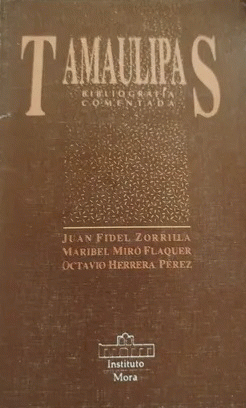 TAMAULIPAS
BIBLIOGRAFÍA
COMENTADA
JUAN FIDEL ZORRILLA
MARIBEL MIRÓ FLAQUER
OCTAVIO HERRERA PÉREZ
Instituto
Mora